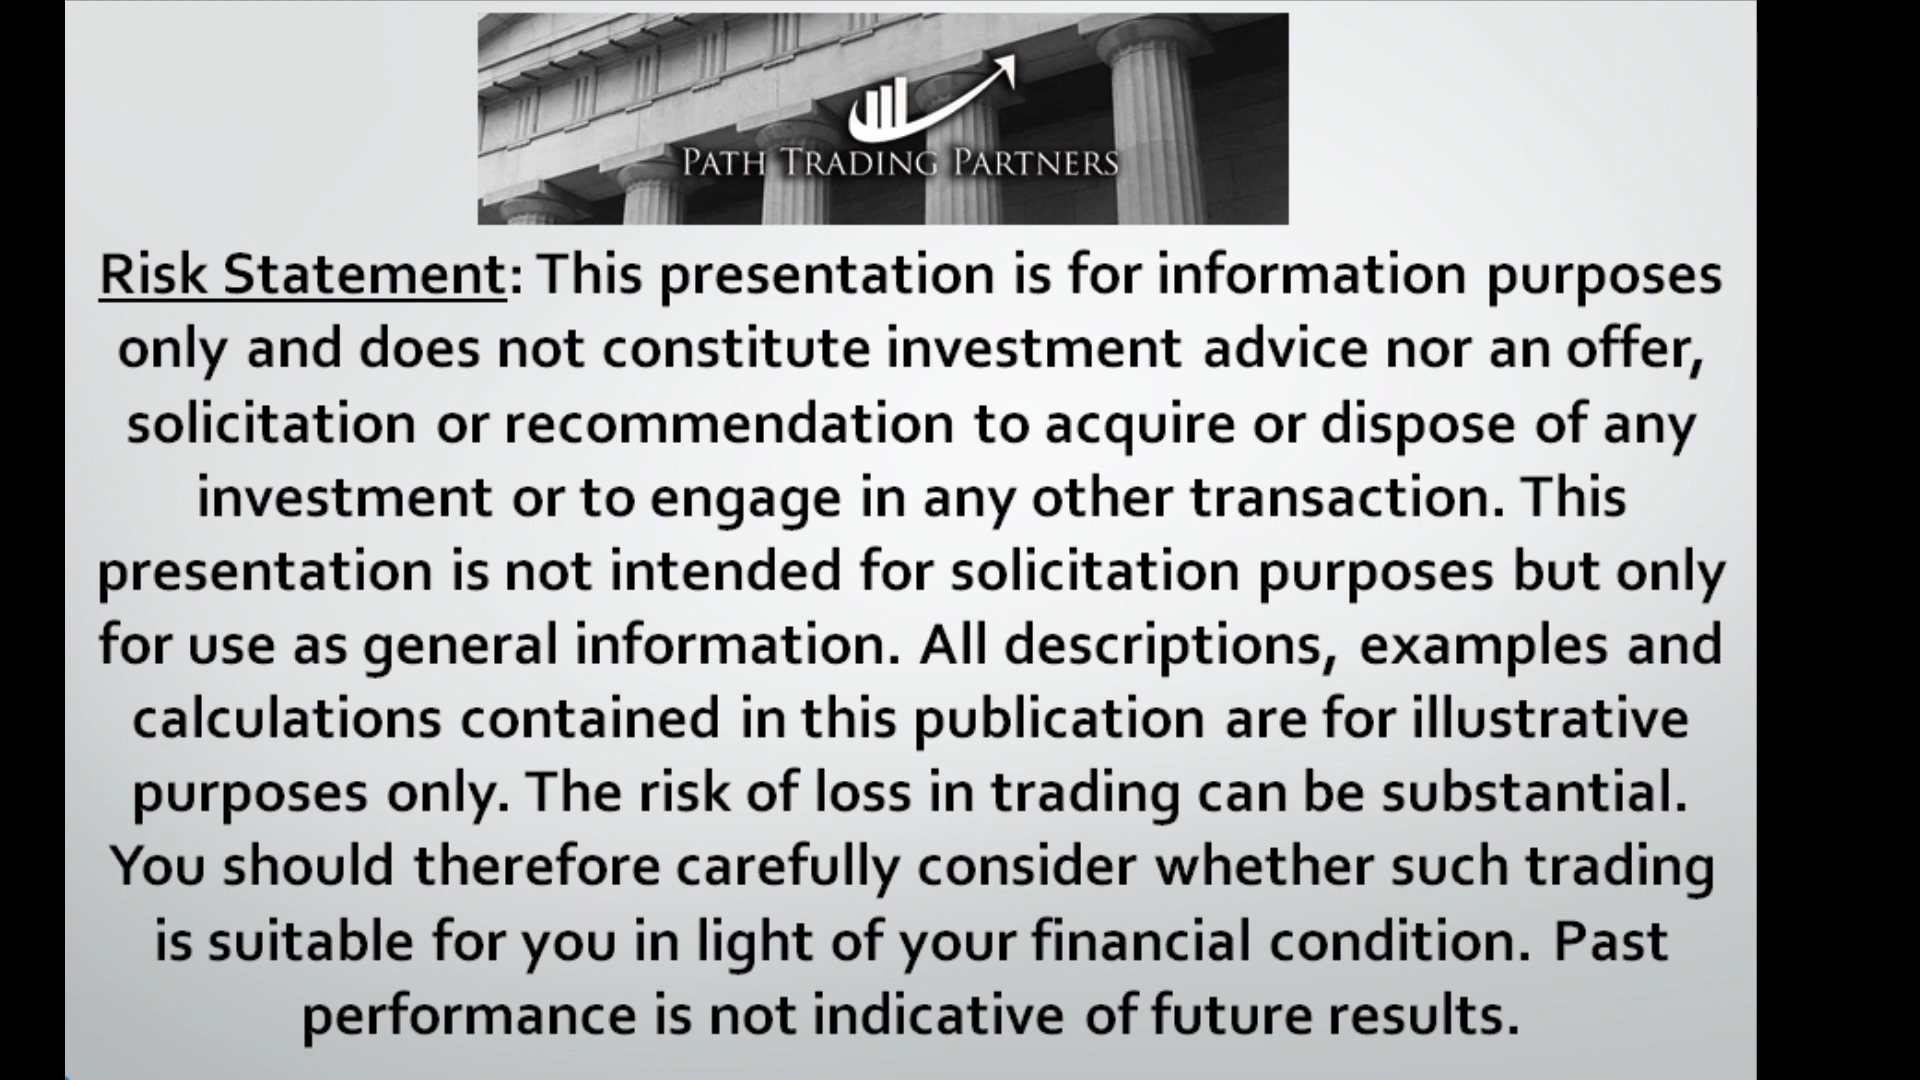 PATH TRADING PARTNERS
Risk Statement: This presentation is for information purposes
only and does not constitute investment advice nor an offer,
solicitation or recommendation to acquire or dispose of any
investment or to engage in any other transaction. This
presentation is not intended for solicitation purposes but only
for use as general information. All descriptions, examples and
calculations contained in this publication are for illustrative
purposes only. The risk of loss in trading can be substantial.
You should therefore carefully consider whether such trading
is suitable for you in light of your financial condition. Past
performance is not indicative of future results.